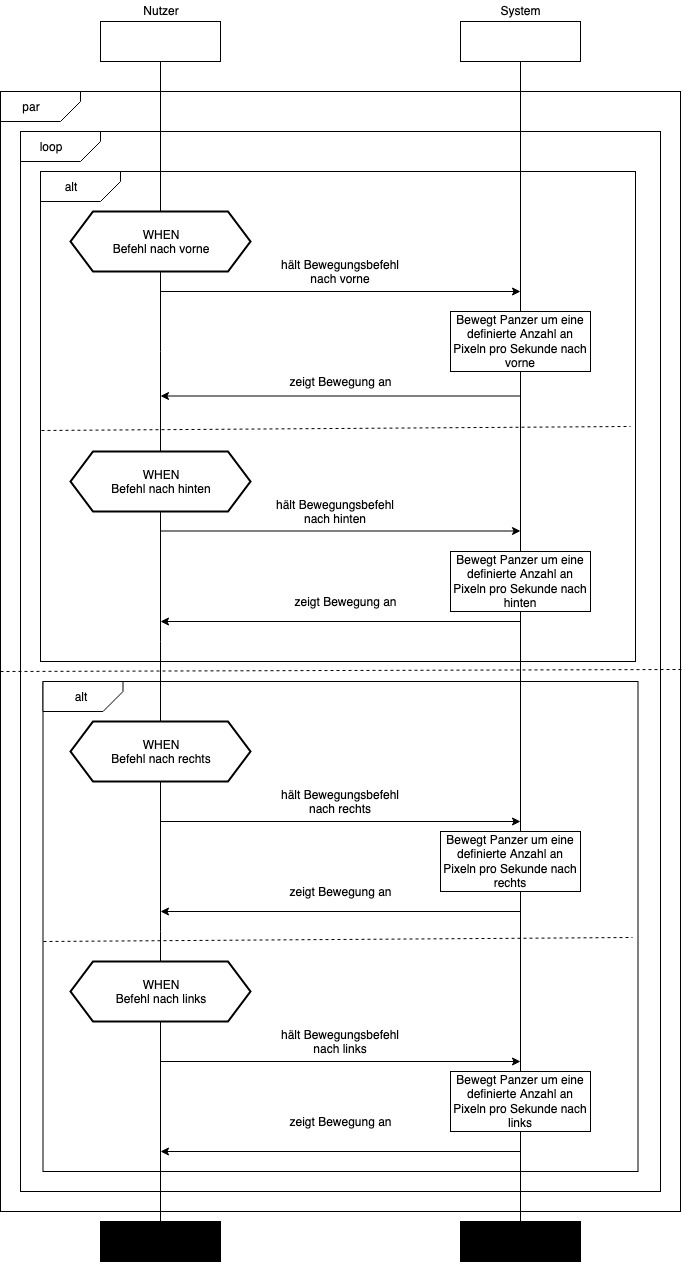 Nutzer
System
par
loop
alt
WHEN
Befehl nach vorne
hält Bewegungsbefehl
nach vorne
Bewegt Panzer um eine
definierte Anzahl an
Pixeln pro Sekunde nach
vorne
zeigt Bewegung an
WHEN
Befehl nach hinten
hält Bewegungsbefehl
nach hinten
Bewegt Panzer um eine
definierte Anzahl an
Pixeln pro Sekunde nach
hinten
zeigt Bewegung an
alt
WHEN
Befehl nach rechts
hält Bewegungsbefehl
nach rechts
Bewegt Panzer um eine
definierte Anzahl an
Pixeln pro Sekunde nach
rechts
zeigt Bewegung an
WHEN
Befehl nach links
hält Bewegungsbefehl
nach links
Bewegt Panzer um eine
definierte Anzahl an
Pixeln pro Sekunde nach
links
zeigt Bewegung an